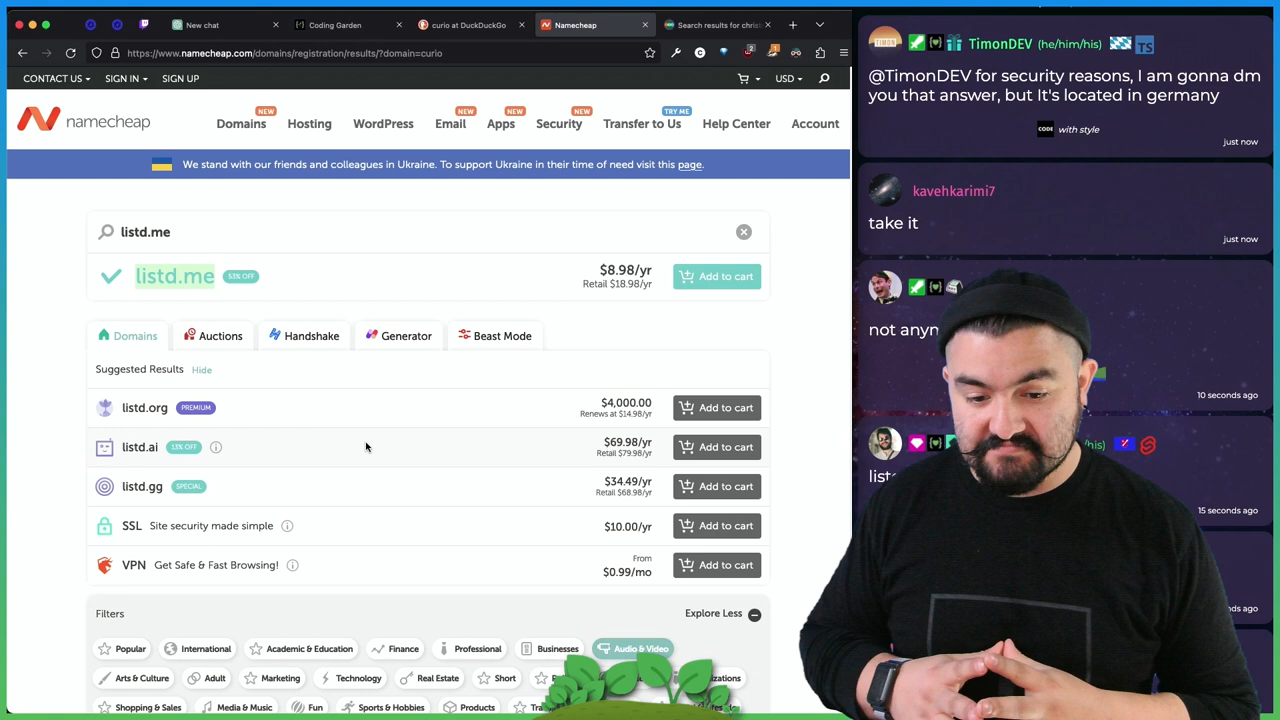 New chat
Coding Garden
curio at DuckDuckGo
Namecheap
Search results for chris
https://www.namecheap.com/domains/registration/results/?domain=curio
CONTACT US
SIGN IN
SIGN UP
USD
namecheap
NEW
NEW
NEW
NEW
TRY ME
Domains
Hosting
WordPress
Email
Apps
Security
Transfer to Us
Help Center
Account
We stand with our friends and colleagues in Ukraine. To support Ukraine in their time of need visit this page.
listd.me
listd.me 53% OFF
$8.98/yr
Retail $18.98/yr
Add to cart
Domains
Auctions
Handshake
Generator
Beast Mode
Suggested Results Hide
listd.org PREMIUM
$4,000.00
Renews at $14.98/yr
Add to cart
listd.ai 13% OFF
$69.98/yr
Retail $79.98/yr
Add to cart
listd.gg SPECIAL
$34.49/yr
Retail $68.98/yr
Add to cart
SSL Site security made simple
$10.00/yr
Add to cart
VPN Get Safe & Fast Browsing!
From
$0.99/mo
Add to cart
Filters
Explore Less
Popular
International
Academic & Education
Finance
Professional
Businesses
Audio & Video
Arts & Culture
Adult
Marketing
Technology
Real Estate
Short
Shopping & Sales
Media & Music
Fun
Sports & Hobbies
Products
TIMON
TimonDEV (he/him/his)
TS
@TimonDEV for security reasons, I am gonna dm
you that answer, but It's located in germany
CODE with style
just now
kavehkarimi7
take it
just now
not anyn
10 seconds ago
his)
15 seconds ago
ds ago